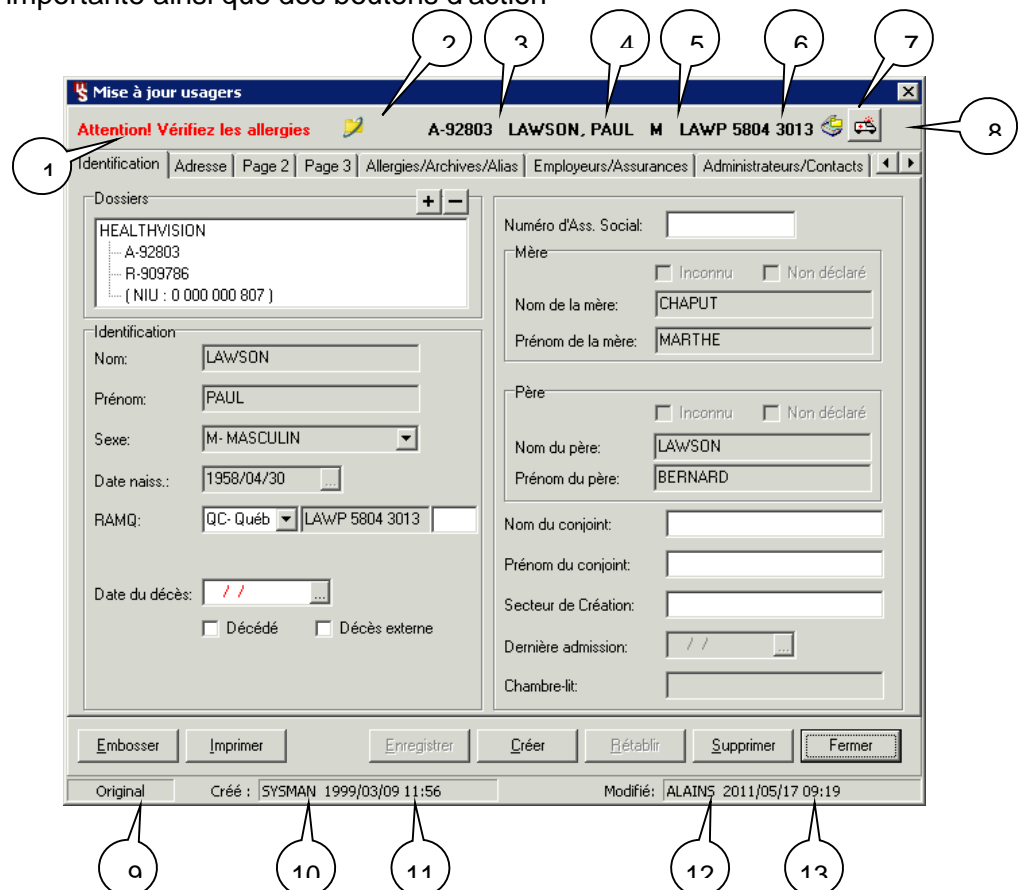 importante ainsi que des boutons d'action
2 3 4 5 6 7
Mise à jour usagers
Attention! Vérifiez les allergies A-92803 LAWSON, PAUL M LAWP 5804 3013
8
1
Identification Adresse Page 2 Page 3 Allergies/Archives/Alias Employeurs/Assurances Administrateurs/Contacts
Dossiers + −
HEALTHVISION
A-92803
R-909786
( NIU : 0 000 000 807 )
Identification
Nom: LAWSON
Prénom: PAUL
Sexe: M- MASCULIN
Date naiss.: 1958/04/30 ...
RAMQ: QC- Québ LAWP 5804 3013
Date du décès: / / ...
Décédé Décès externe
Numéro d'Ass. Social:
Mère
Inconnu Non déclaré
Nom de la mère: CHAPUT
Prénom de la mère: MARTHE
Père
Inconnu Non déclaré
Nom du père: LAWSON
Prénom du père: BERNARD
Nom du conjoint:
Prénom du conjoint:
Secteur de Création:
Dernière admission: / / ...
Chambre-lit:
Embosser Imprimer Enregistrer Créer Rétablir Supprimer Fermer
Original Créé : SYSMAN 1999/03/09 11:56 Modifié: ALAINS 2011/05/17 09:19
9 10 11 12 13